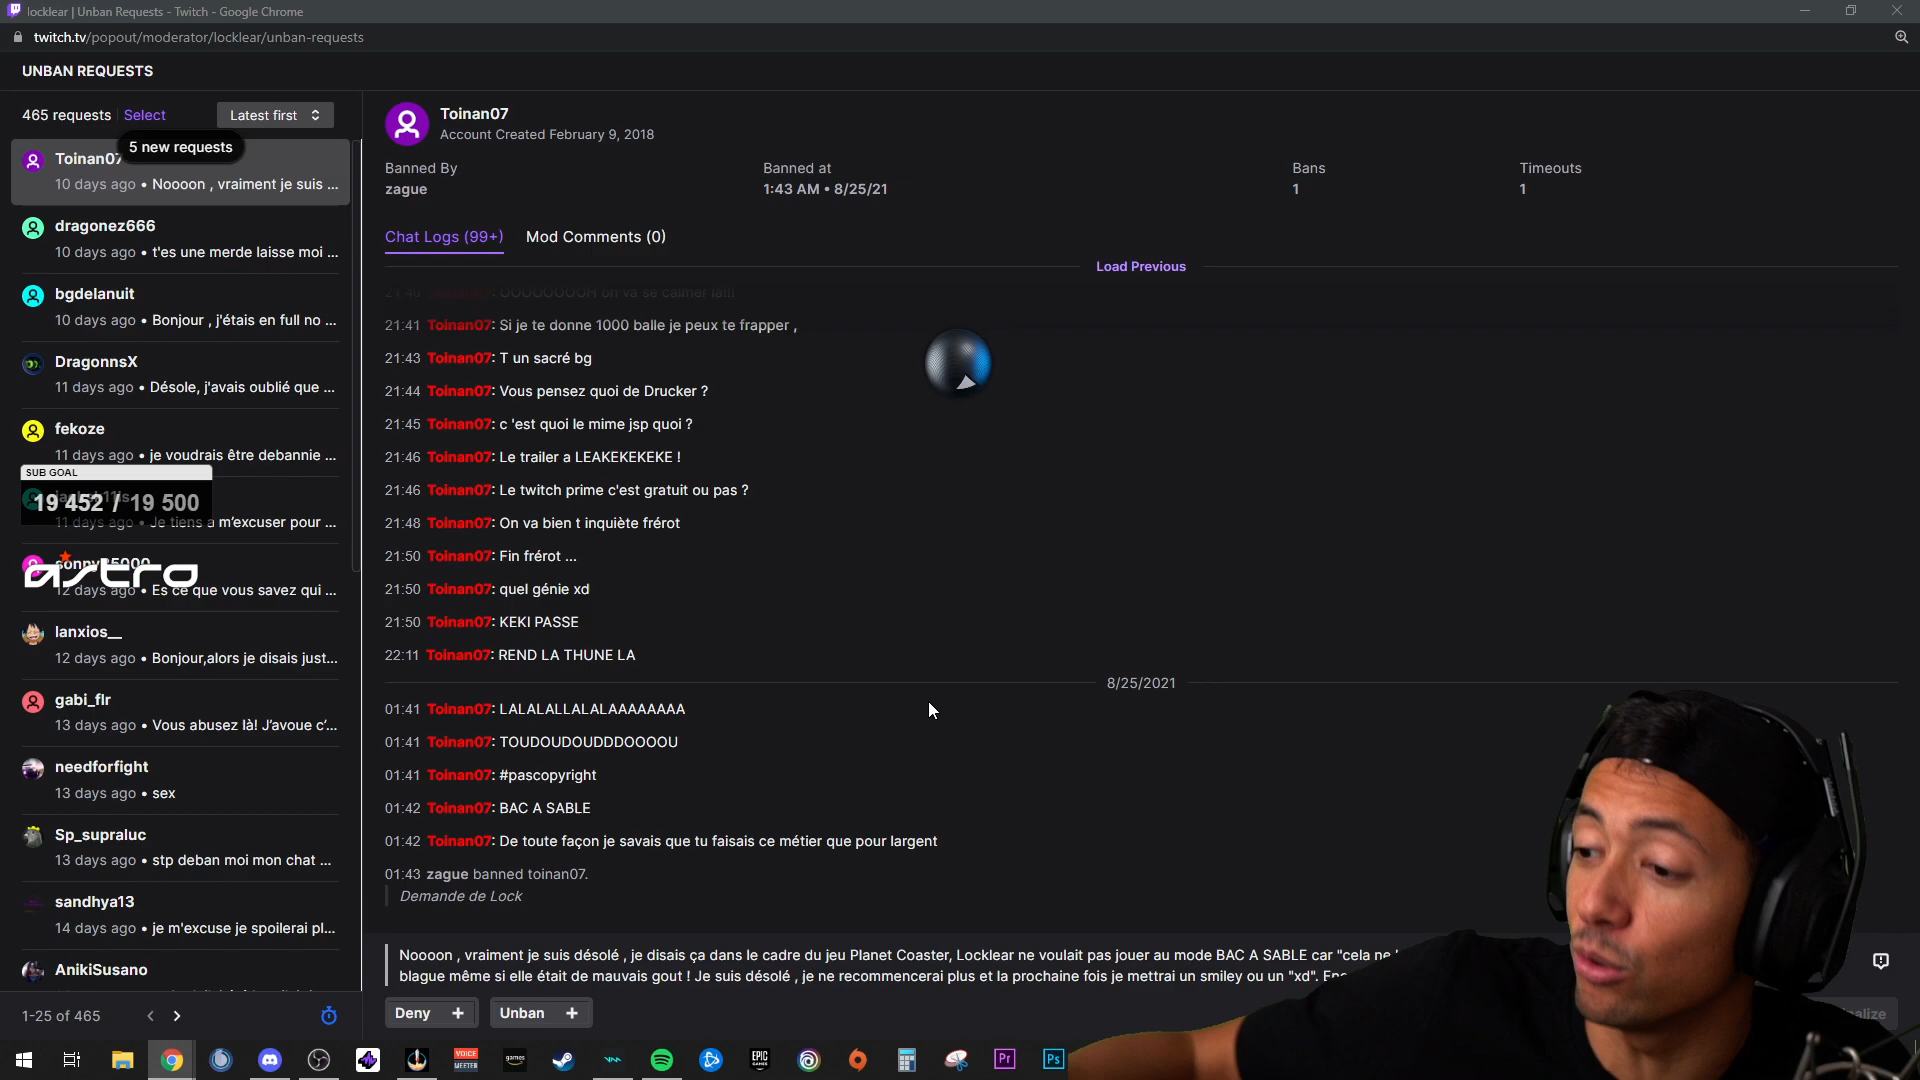 locklear | Unban Requests - Twitch - Google Chrome
twitch.tv/popout/moderator/locklear/unban-requests
UNBAN REQUESTS
465 requests
Select
Latest first
5 new requests
Toinan07
10 days ago • Noooon , vraiment je suis ...
dragonez666
10 days ago • t'es une merde laisse moi ...
bgdelanuit
10 days ago • Bonjour , j'étais en full no ...
DragonnsX
11 days ago • Désole, j'avais oublié que ...
fekoze
11 days ago • je voudrais être debannie ...
SUB GOAL
19 452 / 19 500
11 days ago • Je tiens a m'excuser pour ...
astro
12 days ago • Es ce que vous savez qui ...
lanxios__
12 days ago • Bonjour,alors je disais just...
gabi_flr
13 days ago • Vous abusez là! J'avoue c'...
needforfight
13 days ago • sex
Sp_supraluc
13 days ago • stp deban moi mon chat ...
sandhya13
14 days ago • je m'excuse je spoilerai pl...
AnikiSusano
1-25 of 465
Toinan07
Account Created February 9, 2018
Banned By
zague
Banned at
1:43 AM • 8/25/21
Bans
1
Timeouts
1
Chat Logs (99+)
Mod Comments (0)
Load Previous
on va se calmer la!!!
21:41 Toinan07: Si je te donne 1000 balle je peux te frapper ,
21:43 Toinan07: T un sacré bg
21:44 Toinan07: Vous pensez quoi de Drucker ?
21:45 Toinan07: c 'est quoi le mime jsp quoi ?
21:46 Toinan07: Le trailer a LEAKEKEKEKE !
21:46 Toinan07: Le twitch prime c'est gratuit ou pas ?
21:48 Toinan07: On va bien t inquiète frérot
21:50 Toinan07: Fin frérot ...
21:50 Toinan07: quel génie xd
21:50 Toinan07: KEKI PASSE
22:11 Toinan07: REND LA THUNE LA
8/25/2021
01:41 Toinan07: LALALALLALALAAAAAAAA
01:41 Toinan07: TOUDOUDOUDDDOOOOU
01:41 Toinan07: #pascopyright
01:42 Toinan07: BAC A SABLE
01:42 Toinan07: De toute façon je savais que tu faisais ce métier que pour largent
01:43 zague banned toinan07.
Demande de Lock
Noooon , vraiment je suis désolé , je disais ça dans le cadre du jeu Planet Coaster, Locklear ne voulait pas jouer au mode BAC A SABLE car "cela ne
blague même si elle était de mauvais gout ! Je suis désolé , je ne recommencerai plus et la prochaine fois je mettrai un smiley ou un "xd".
Deny +
Unban +
VOICE MEETER
games
EPIC GAMES
Pr
Ps